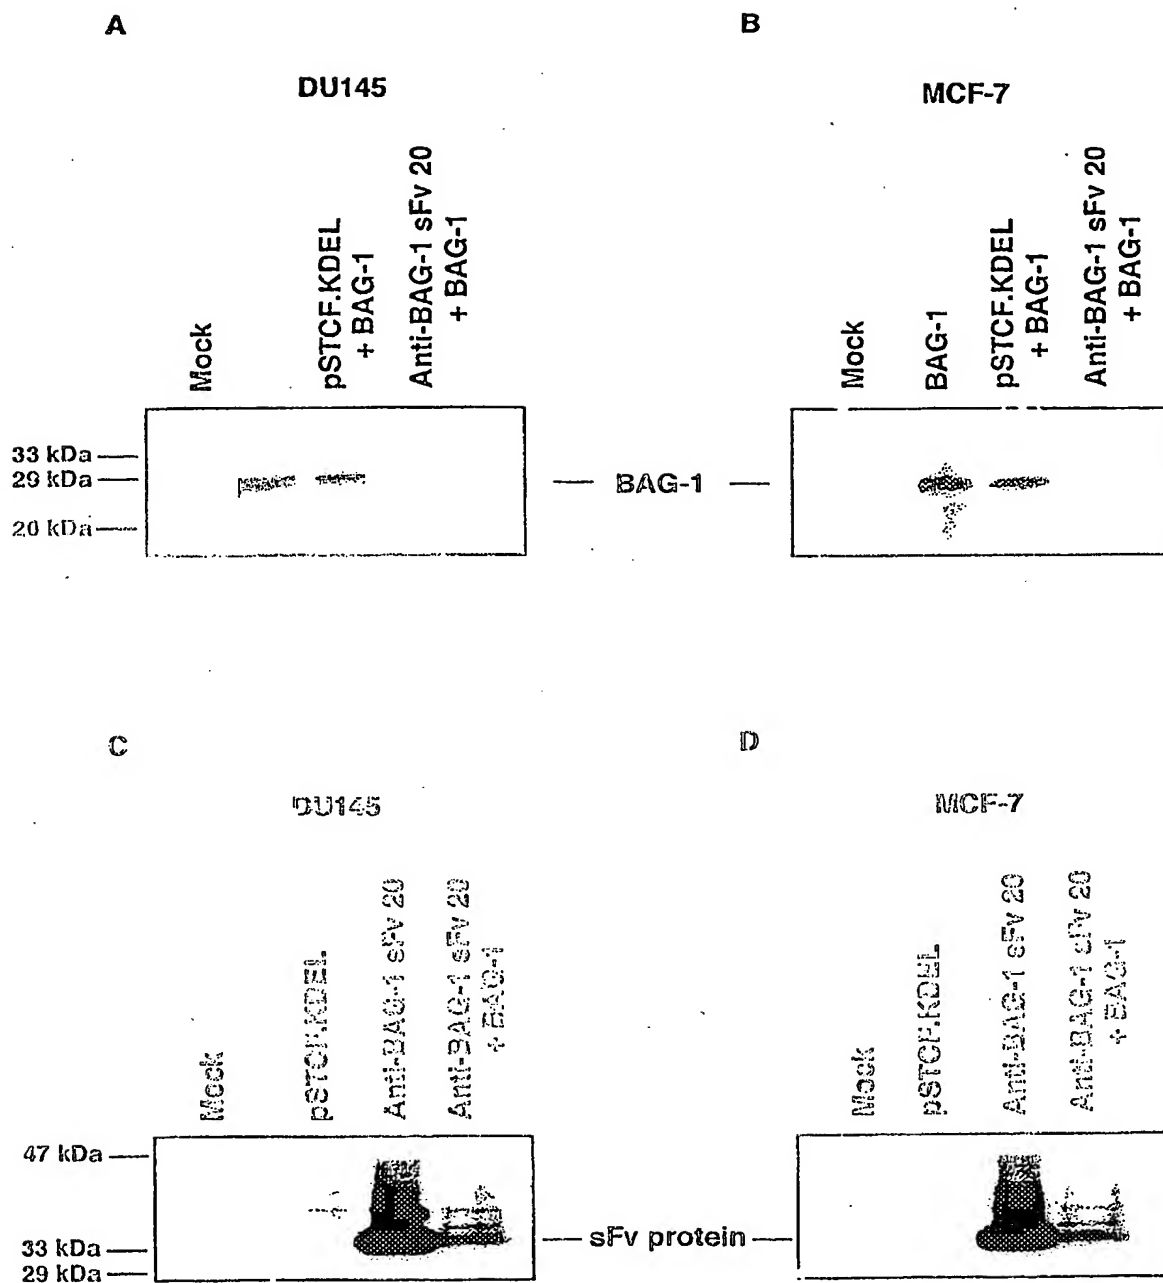 A
B
DU145
MCF-7
Mock
pSTCF.KDEL
+ BAG-1
Anti-BAG-1 sFv 20
+ BAG-1
Mock
BAG-1
pSTCF.KDEL
+ BAG-1
Anti-BAG-1 sFv 20
+ BAG-1
33 kDa
29 kDa
20 kDa
BAG-1
C
D
DU145
MCF-7
Mock
pSTCF.KDEL
Anti-BAG-1 sFv 20
Anti-BAG-1 sFv 20
+ BAG-1
Mock
pSTCF.KDEL
Anti-BAG-1 sFv 20
Anti-BAG-1 sFv 20
+ BAG-1
47 kDa
33 kDa
29 kDa
sFv protein